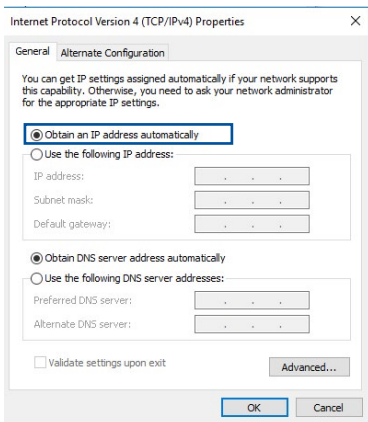 Internet Protocol Version 4 (TCP/IPv4) Properties
General
Alternate Configuration
You can get IP settings assigned automatically if your network supports
this capability. Otherwise, you need to ask your network administrator
for the appropriate IP settings.
Obtain an IP address automatically
Use the following IP address:
IP address:
Subnet mask:
Default gateway:
Obtain DNS server address automatically
Use the following DNS server addresses:
Preferred DNS server:
Alternate DNS server:
Validate settings upon exit
Advanced...
OK
Cancel